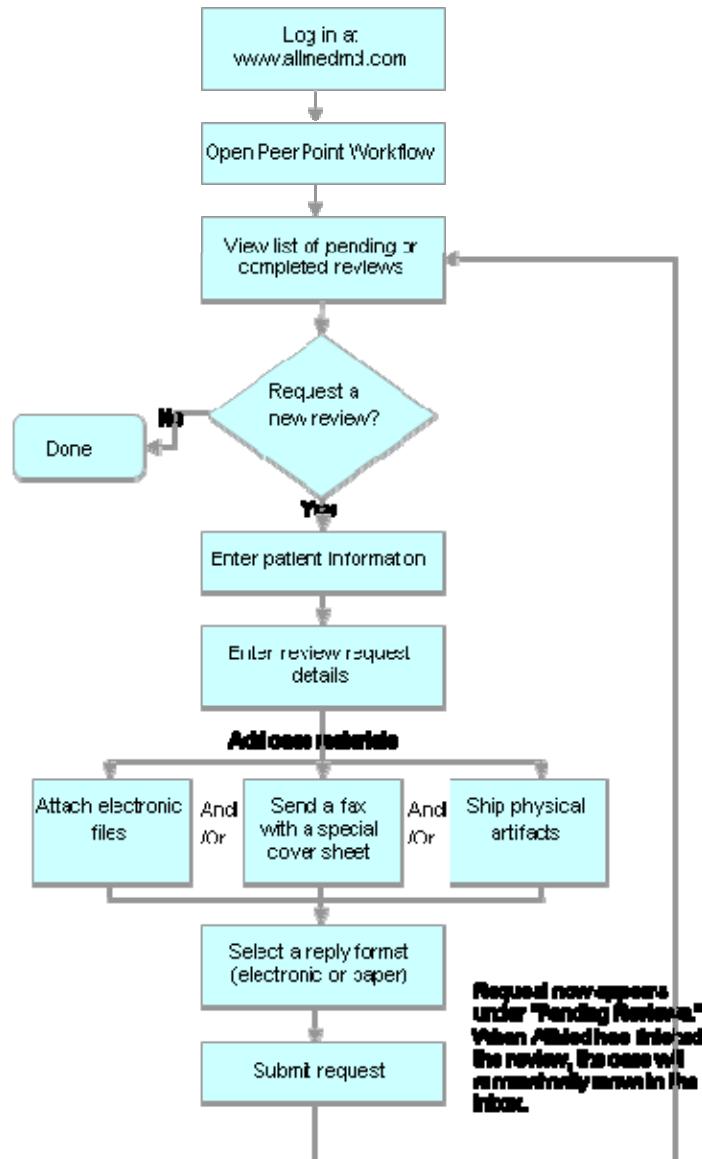 Log in at
www.allmedmd.com
Open PeerPoint Workflow
View list of pending or
completed reviews
Request a
new review?
No
Done
Yes
Enter patient information
Enter review request
details
Add case materials
Attach electronic
files
And
/Or
Send a fax
with a special
cover sheet
And
/Or
Ship physical
artifacts
Select a reply format
(electronic or paper)
Submit request
Request now appears
under "Pending Reviews."
When AllMed has finished
the review, the case will
move in the
Inbox.